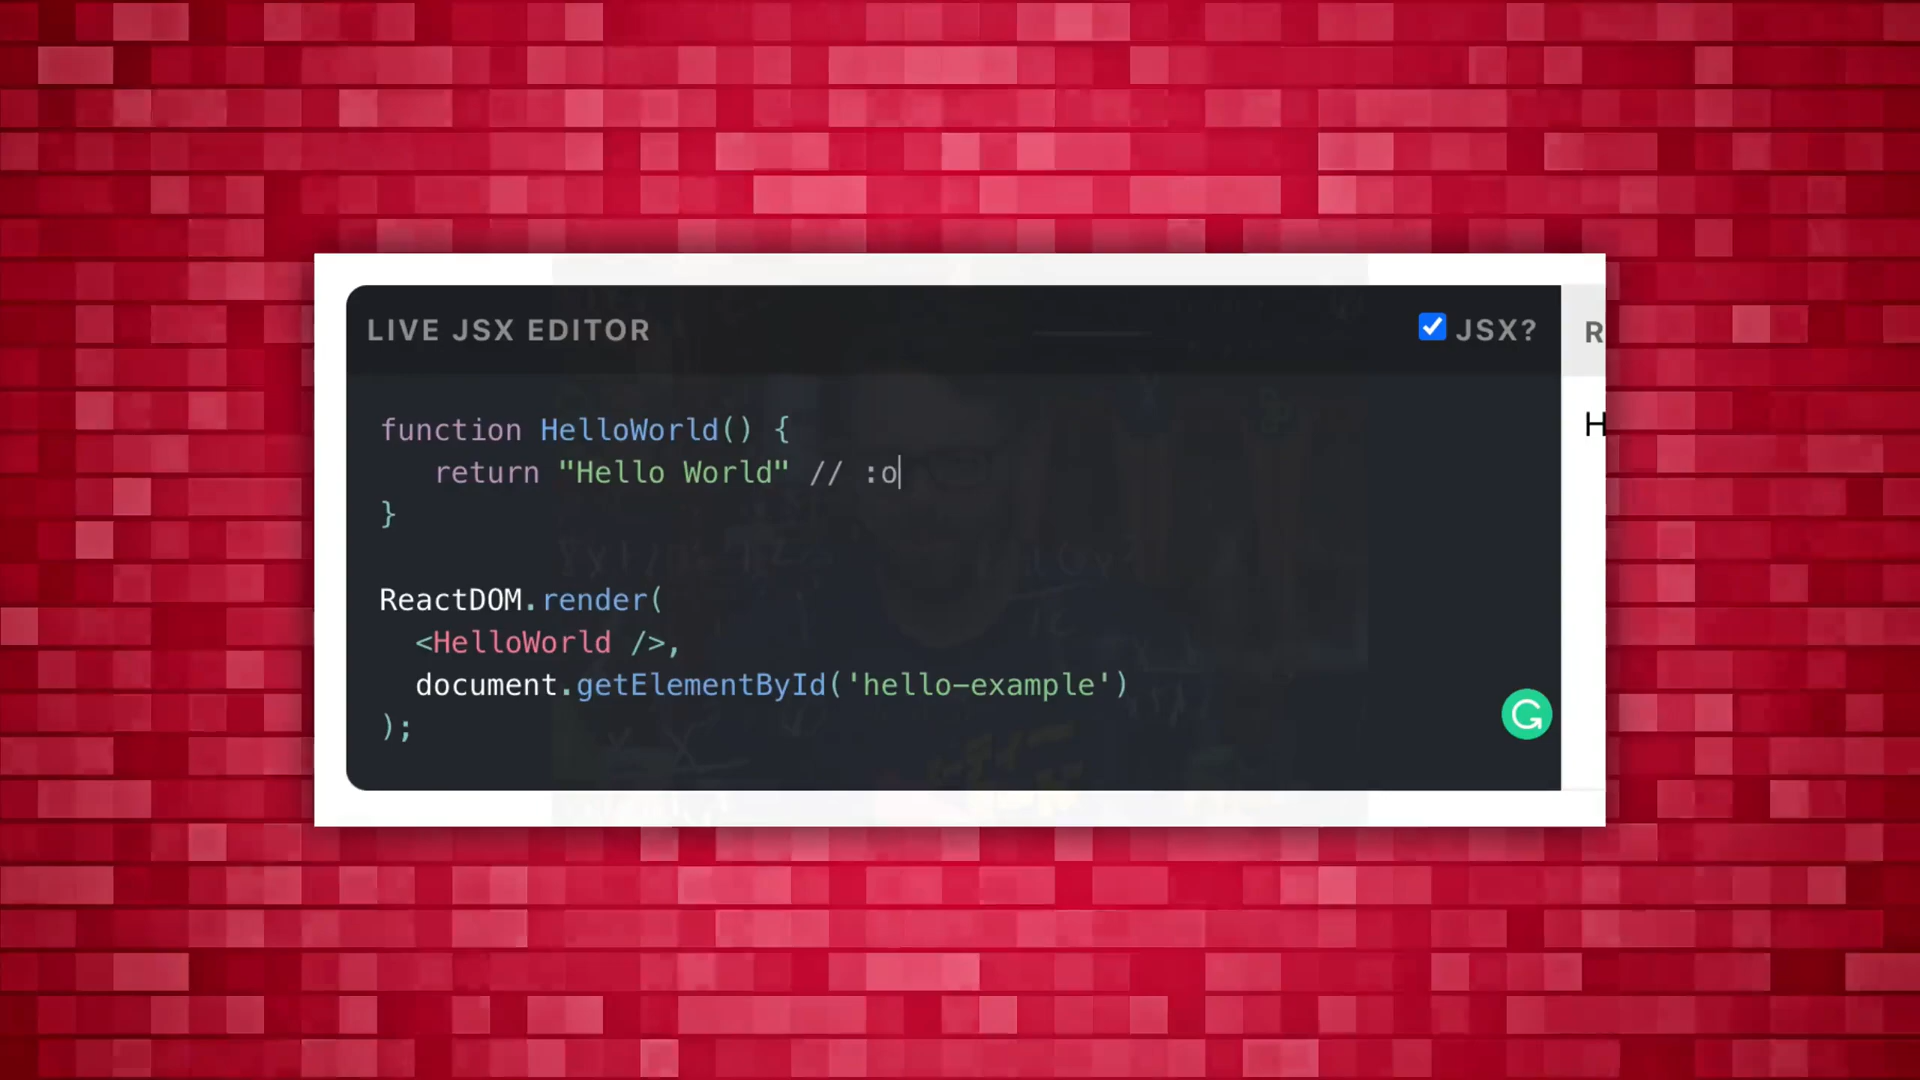 LIVE JSX EDITOR
JSX?
R
function HelloWorld() {
return "Hello World" // :o
}
H
ReactDOM.render(
<HelloWorld />,
document.getElementById('hello-example')
);